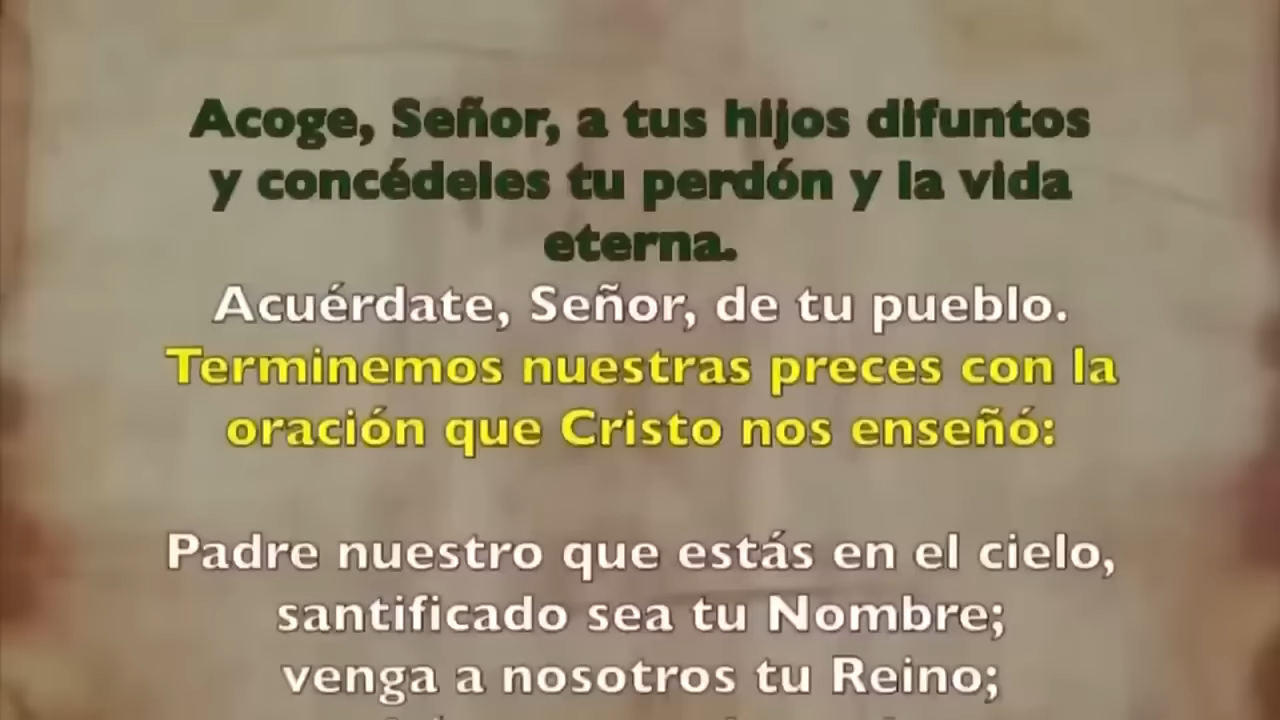 Acoge, Señor, a tus hijos difuntos
y concédeles tu perdón y la vida
eterna.
Acuérdate, Señor, de tu pueblo.
Terminemos nuestras preces con la
oración que Cristo nos enseñó:
Padre nuestro que estás en el cielo,
santificado sea tu Nombre;
venga a nosotros tu Reino;